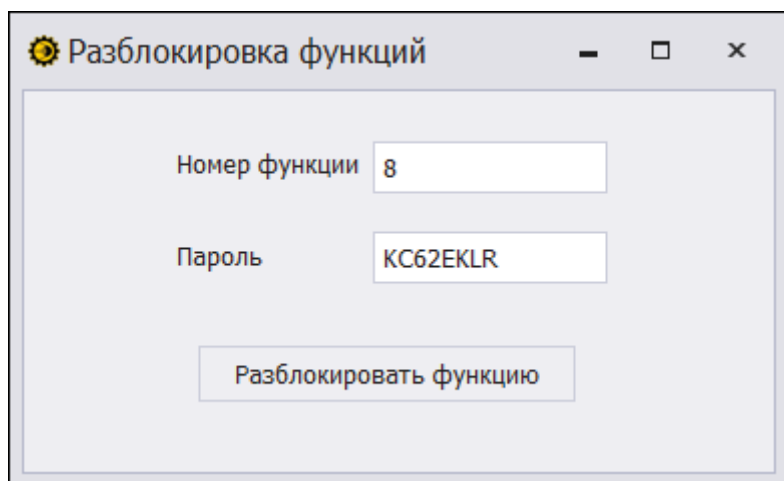 Разблокировка функций
Номер функции 8
Пароль KC62EKLR
Разблокировать функцию